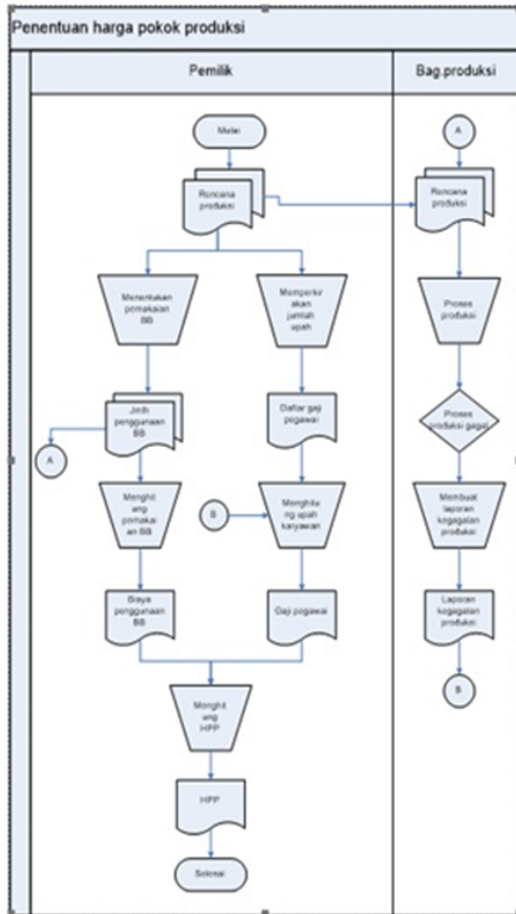 Penentuan harga pokok produksi
Pemilik
Bag.produksi
Mulai
A
Rencana
produksi
Rencana
produksi
Menentukan
pemakaian
BB
Memperkir
akan
jumlah
upah
Proses
produksi
Jmlh
penggunaan
BB
Daftar gaji
pegawai
Proses
produksi gagal
A
Menghit
ung
pemakai
an BB
B
Menghitu
ng upah
karyawan
Membuat
laporan
kegagalan
produksi
Biaya
penggunaan
BB
Gaji pegawai
Laporan
kegagalan
produksi
B
Menghit
ung
HPP
HPP
Selesai